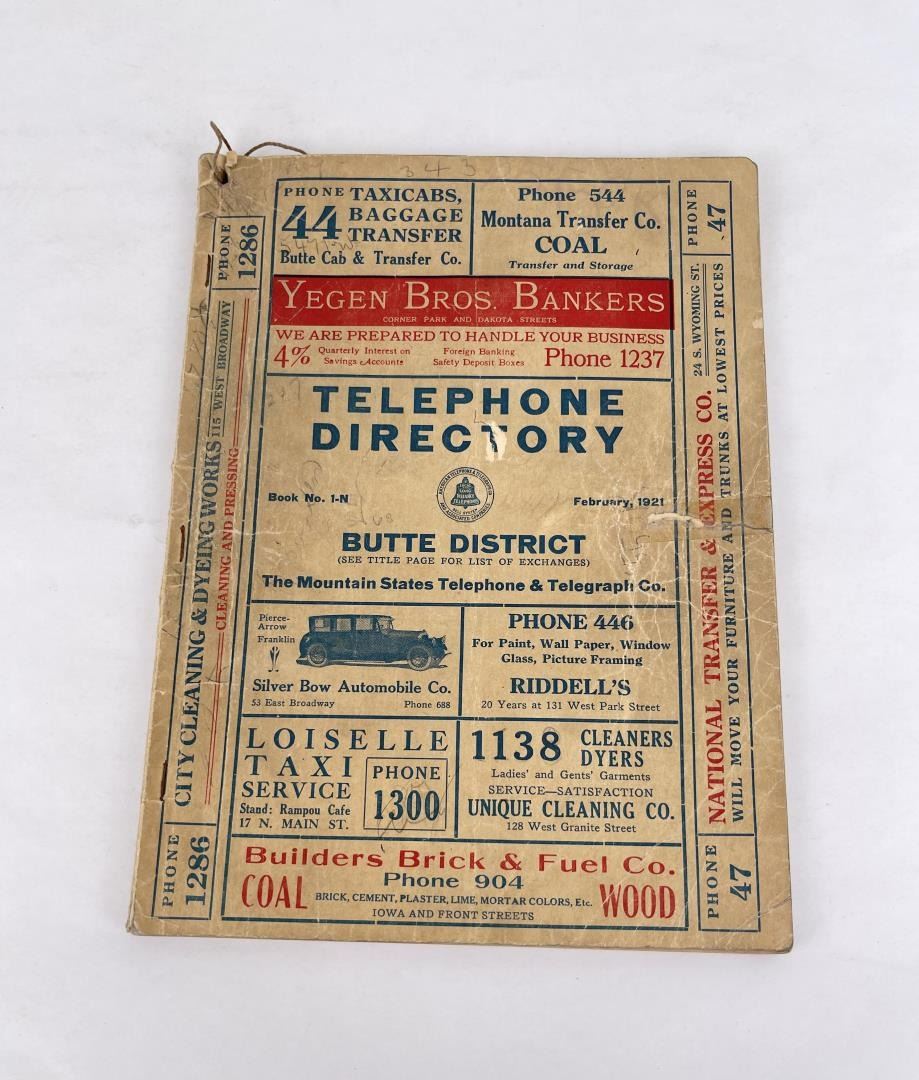 343
PHONE
44
TAXICABS,
BAGGAGE
TRANSFER
Butte Cab & Transfer Co.
Phone 544
Montana Transfer Co.
COAL
Transfer and Storage
YEGEN BROS. BANKERS
CORNER PARK AND DAKOTA STREETS
WE ARE PREPARED TO HANDLE YOUR BUSINESS
4% Quarterly Interest on Savings Accounts
Foreign Banking
Safety Deposit Boxes
Phone 1237
TELEPHONE
DIRECTORY
Book No. 1-N
February, 1921
BUTTE DISTRICT
(SEE TITLE PAGE FOR LIST OF EXCHANGES)
The Mountain States Telephone & Telegraph Co.
Pierce-
Arrow
Franklin
Silver Bow Automobile Co.
53 East Broadway Phone 688
PHONE 446
For Paint, Wall Paper, Window
Glass, Picture Framing
RIDDELL'S
20 Years at 131 West Park Street
LOISELLE
TAXI
SERVICE
Stand: Rampou Cafe
17 N. MAIN ST.
PHONE
1300
1138 CLEANERS
DYERS
Ladies' and Gents' Garments
SERVICE—SATISFACTION
UNIQUE CLEANING CO.
128 West Granite Street
Builders Brick & Fuel Co.
Phone 904
COAL
BRICK, CEMENT, PLASTER, LIME, MORTAR COLORS, Etc.
WOOD
IOWA AND FRONT STREETS
PHONE
1286
CITY CLEANING & DYEING WORKS 115 WEST BROADWAY
CLEANING AND PRESSING
PHONE
1286
PHONE
47
NATIONAL TRANSFER & EXPRESS CO. 24 S. WYOMING ST.
WILL MOVE YOUR FURNITURE AND TRUNKS AT LOWEST PRICES
PHONE
47